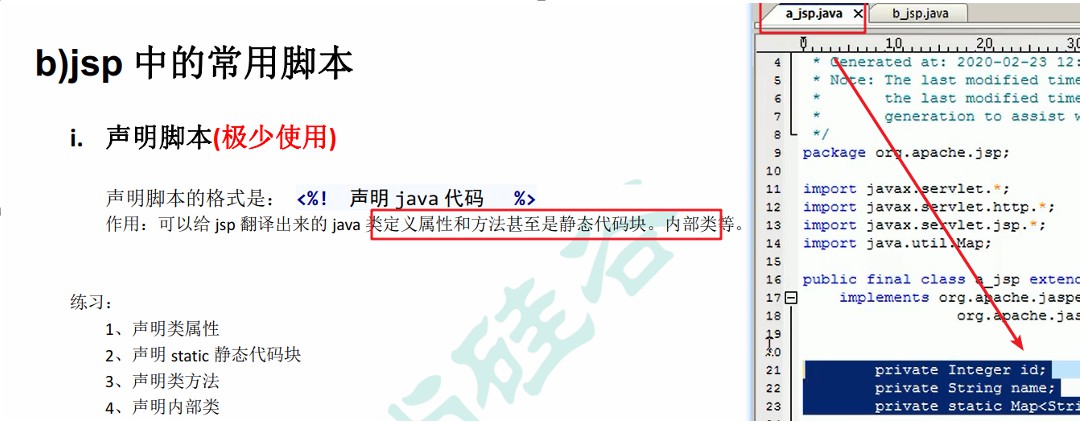 b)jsp 中的常用脚本
i. 声明脚本(极少使用)
声明脚本的格式是： <%! 声明 java 代码 %>
作用：可以给 jsp 翻译出来的 java 类定义属性和方法甚至是静态代码块。内部类等。
练习：
1、声明类属性
2、声明 static 静态代码块
3、声明类方法
4、声明内部类
硅谷
a_jsp.java b_jsp.java
0 10 20 30
4 * Generated at: 2020-02-23 12:
5 * Note: The last modified time
6 * the last modified time
7 * generation to assist w
8 */
9 package org.apache.jsp;
10
11 import javax.servlet.*;
12 import javax.servlet.http.*;
13 import javax.servlet.jsp.*;
14 import java.util.Map;
15
16 public final class a_jsp extend
17 implements org.apache.jaspe
18 org.apache.jas
19
20
21 private Integer id;
22 private String name;
23 private static Map<Stri